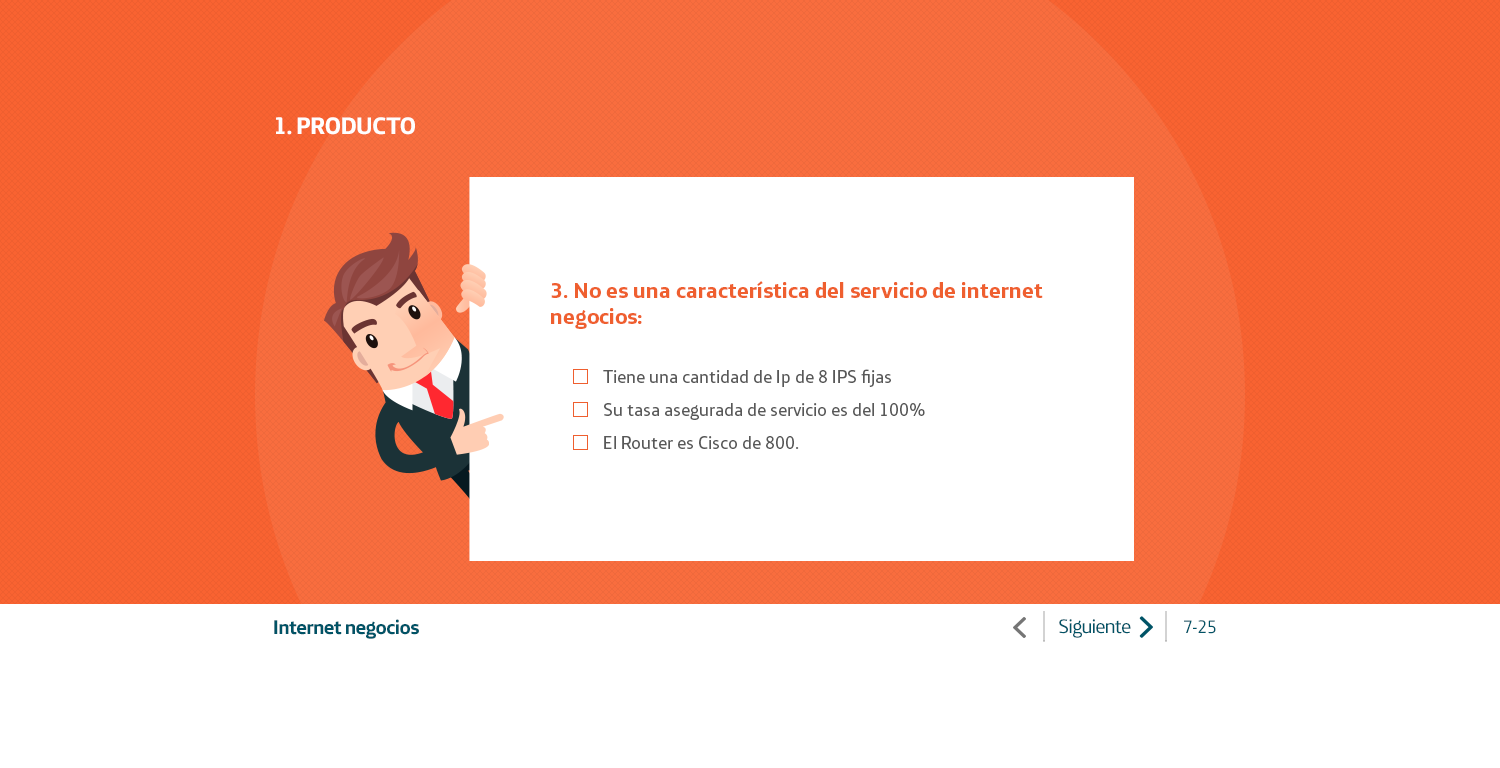 1. PRODUCTO
3. No es una característica del servicio de internet
negocios:
Tiene una cantidad de Ip de 8 IPS fijas
Su tasa asegurada de servicio es del 100%
El Router es Cisco de 800.
Internet negocios
Siguiente
7-25